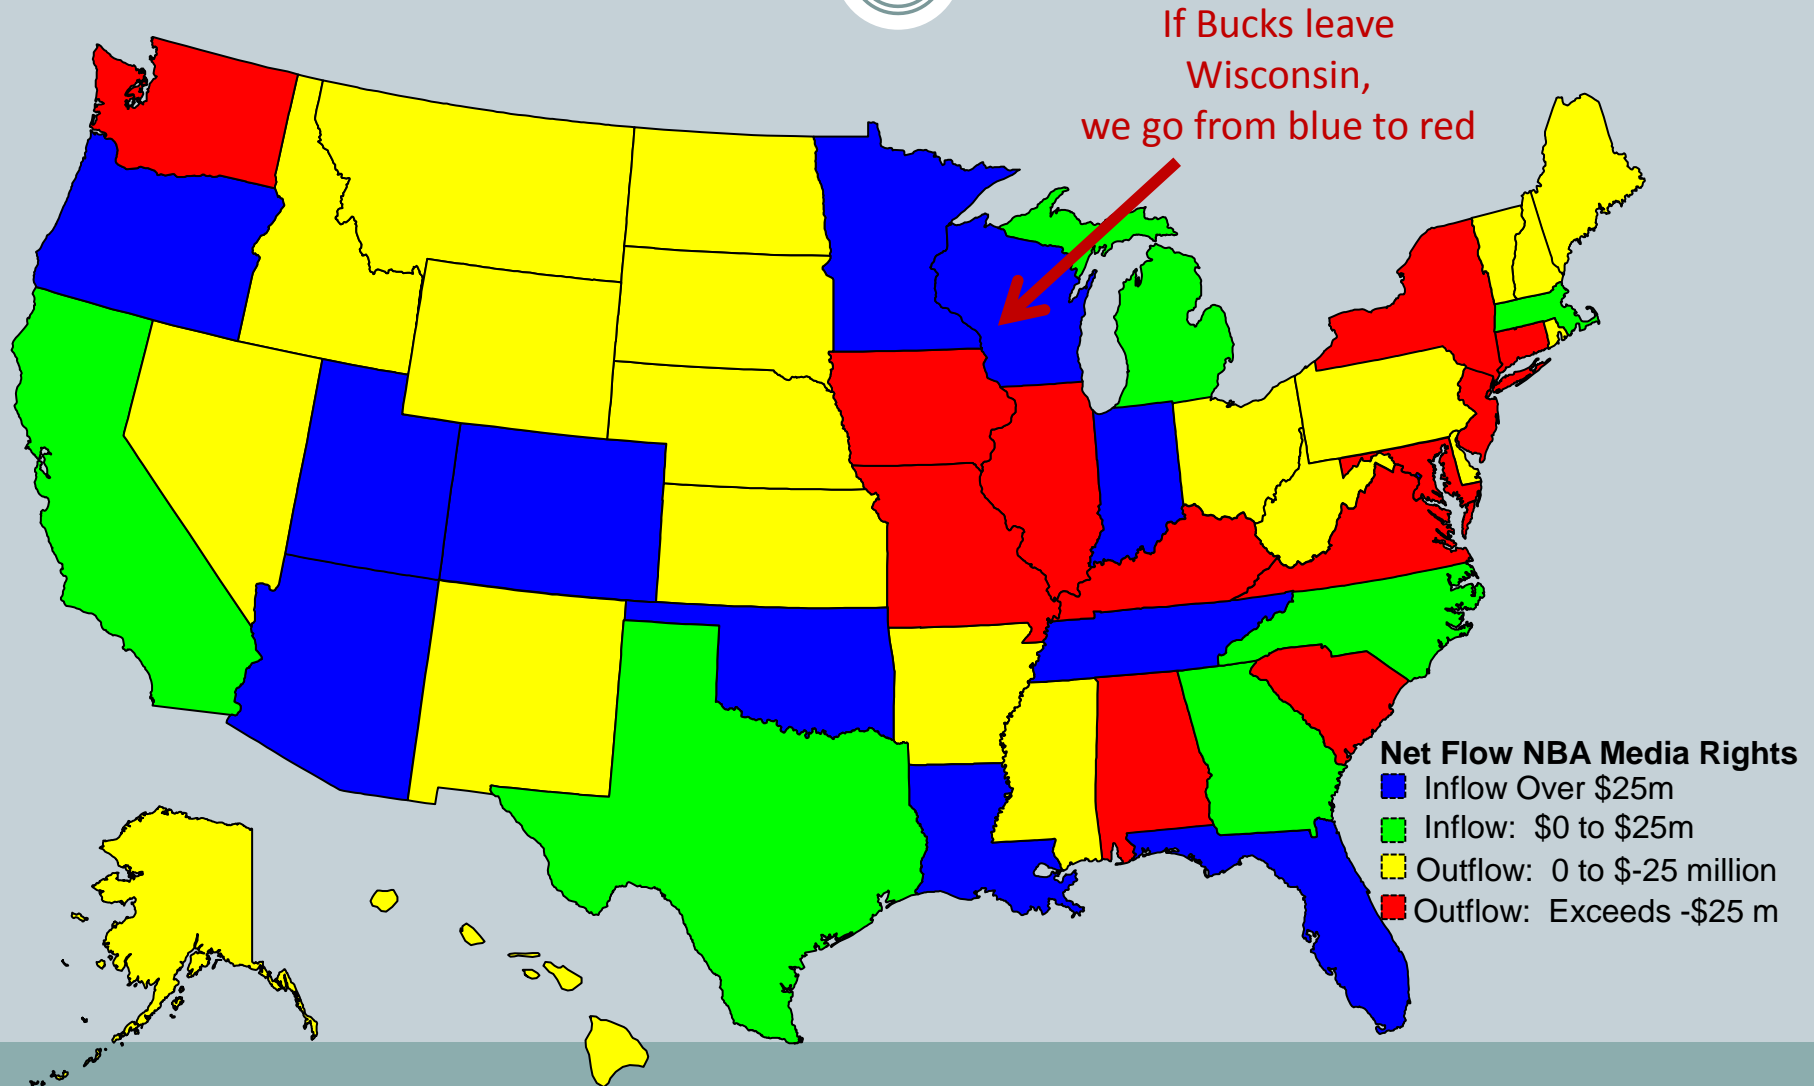 If Bucks leave
Wisconsin,
we go from blue to red
Net Flow NBA Media Rights
Inflow Over $25m
Inflow: $0 to $25m
Outflow: 0 to $-25 million
Outflow: Exceeds -$25 m